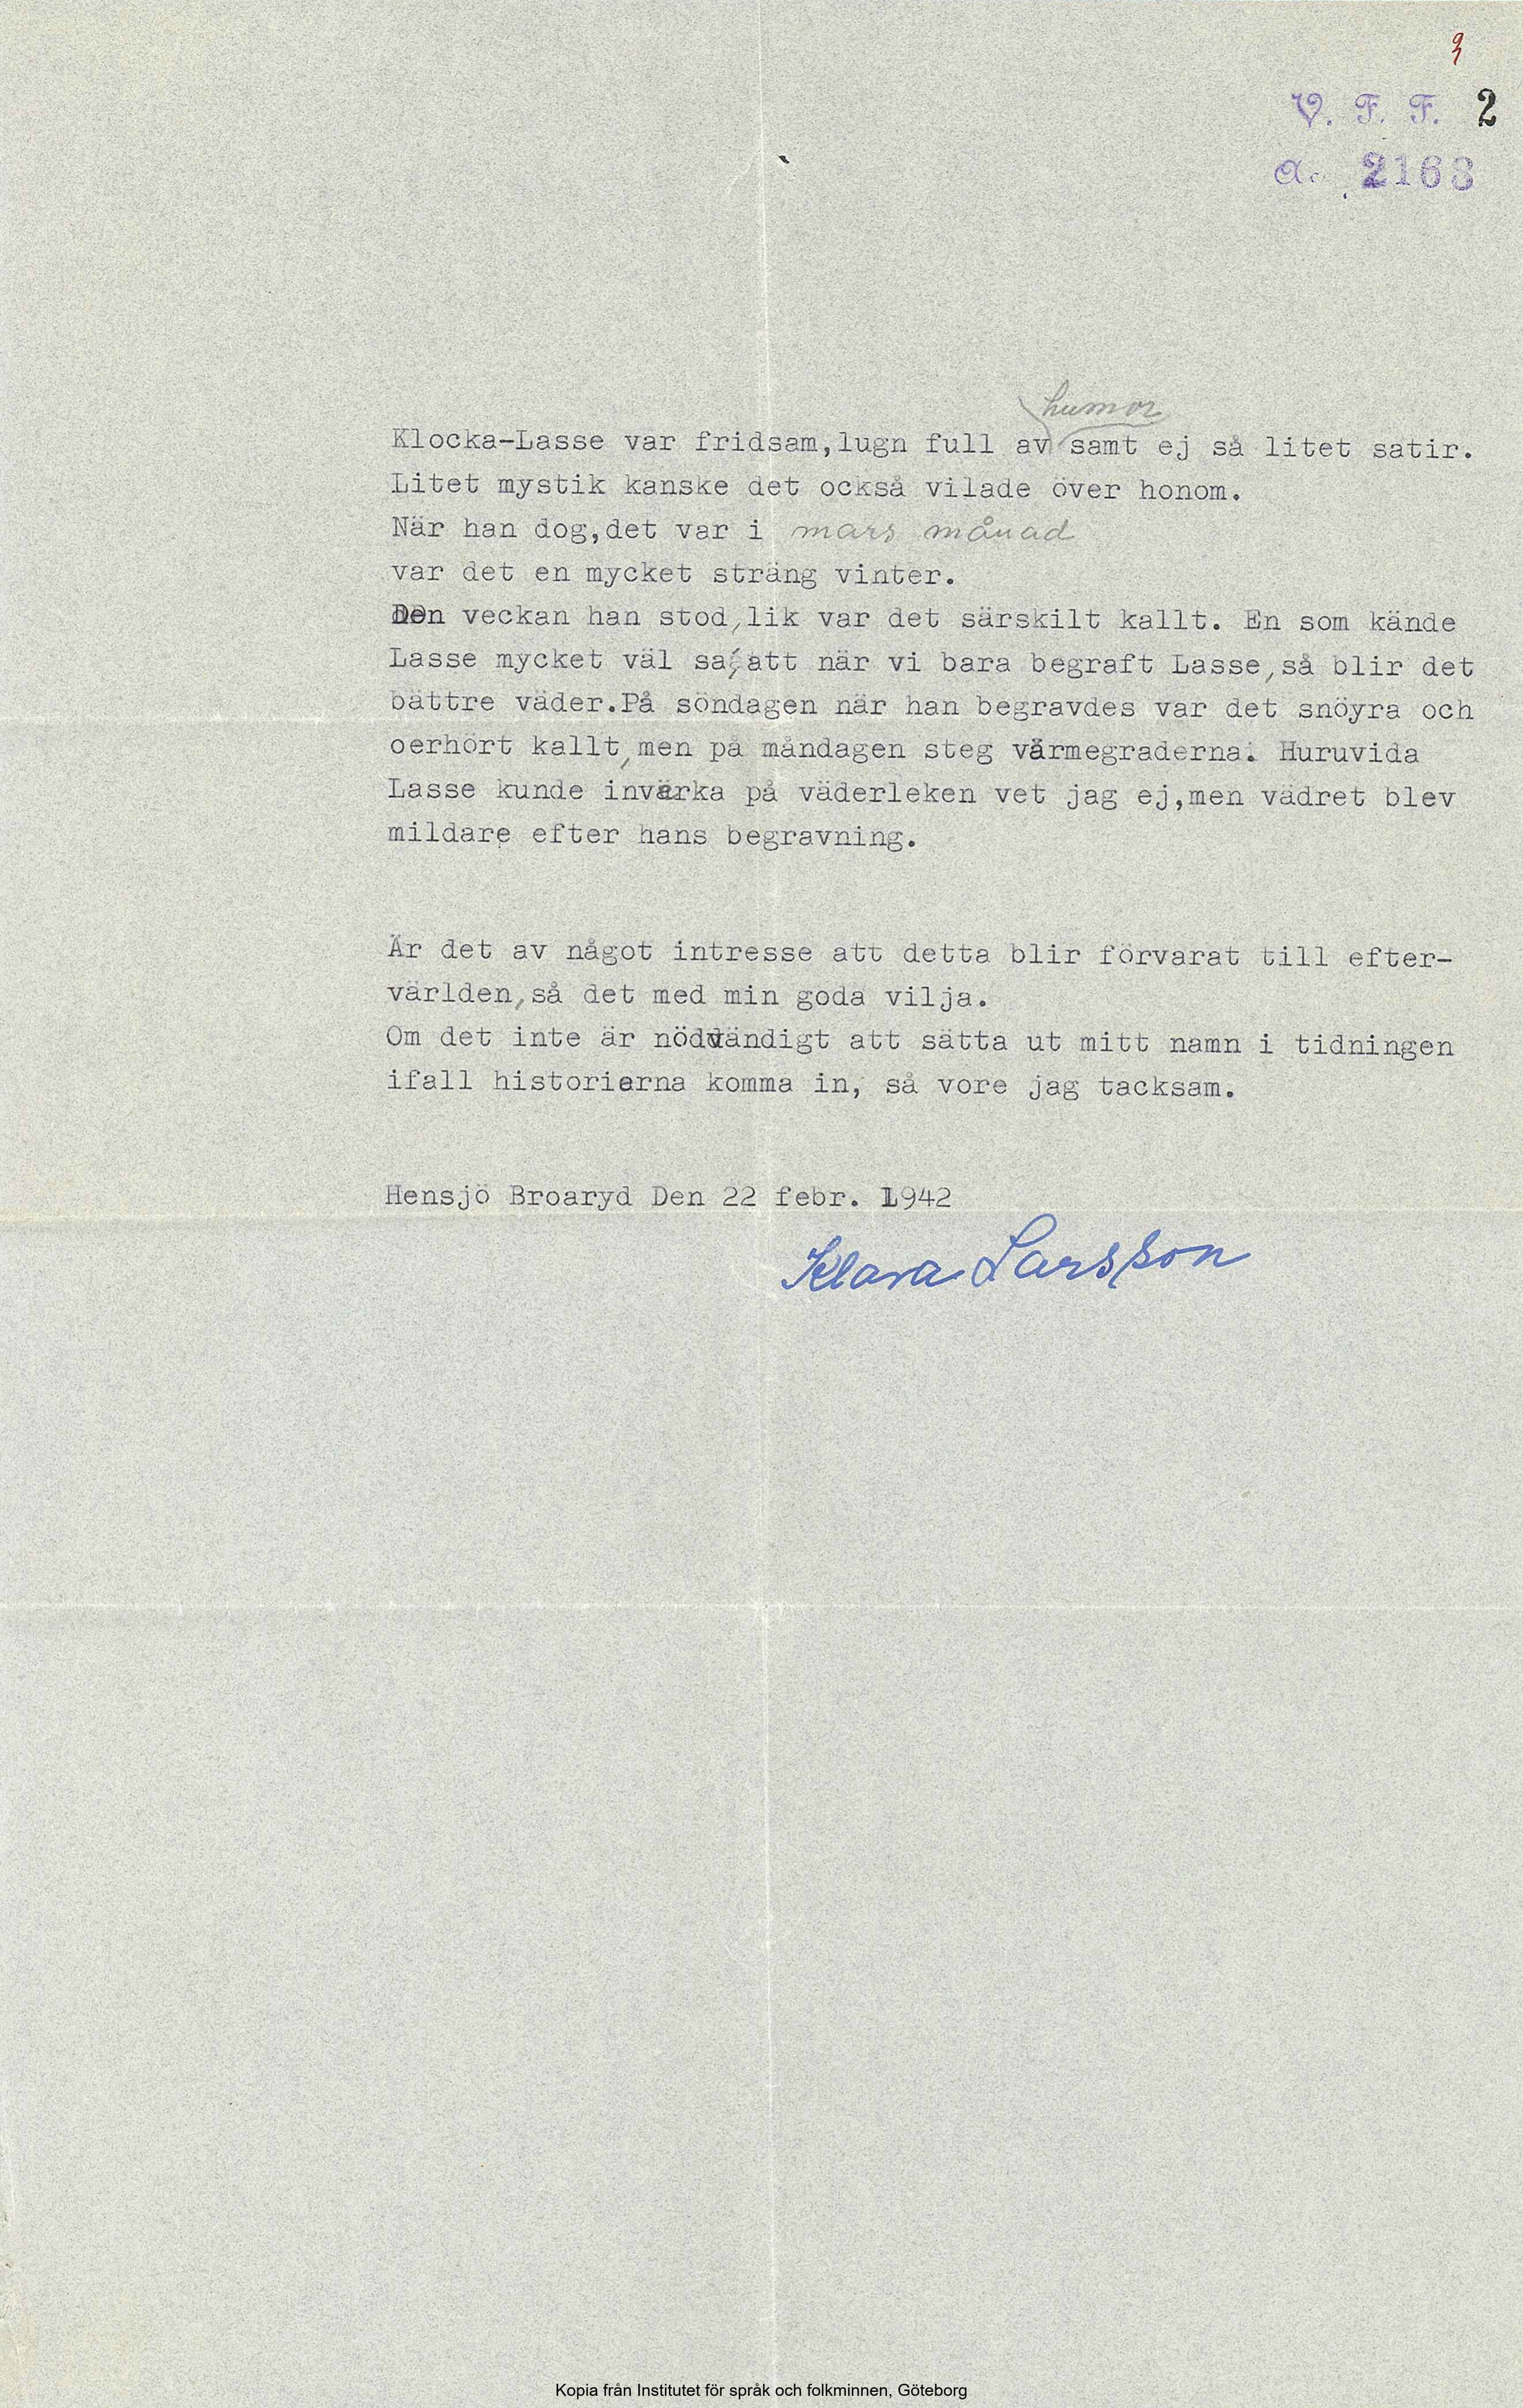 9
V. F. F. 2
Ac. 2163
humor
Klocka-Lasse var fridsam,lugn full av samt ej så litet satir.
Litet mystik kanske det också vilade över honom.
När han dog,det var i mars månad
var det en mycket sträng vinter.
Den veckan han stod,lik var det särskilt kallt. En som kände
Lasse mycket väl sa,att när vi bara begraft Lasse,så blir det
bättre väder.På söndagen när han begravdes var det snöyra och
oerhört kallt,men på måndagen steg värmegraderna. Huruvida
Lasse kunde invärka på väderleken vet jag ej,men vädret blev
mildare efter hans begravning.
Är det av något intresse att detta blir förvarat till efter-
världen,så det med min goda vilja.
Om det inte är nödvändigt att sätta ut mitt namn i tidningen
ifall historierna komma in, så vore jag tacksam.
Hensjö Broaryd Den 22 febr. 1942
Klara Larsson
Kopia från Institutet för språk och folkminnen, Göteborg